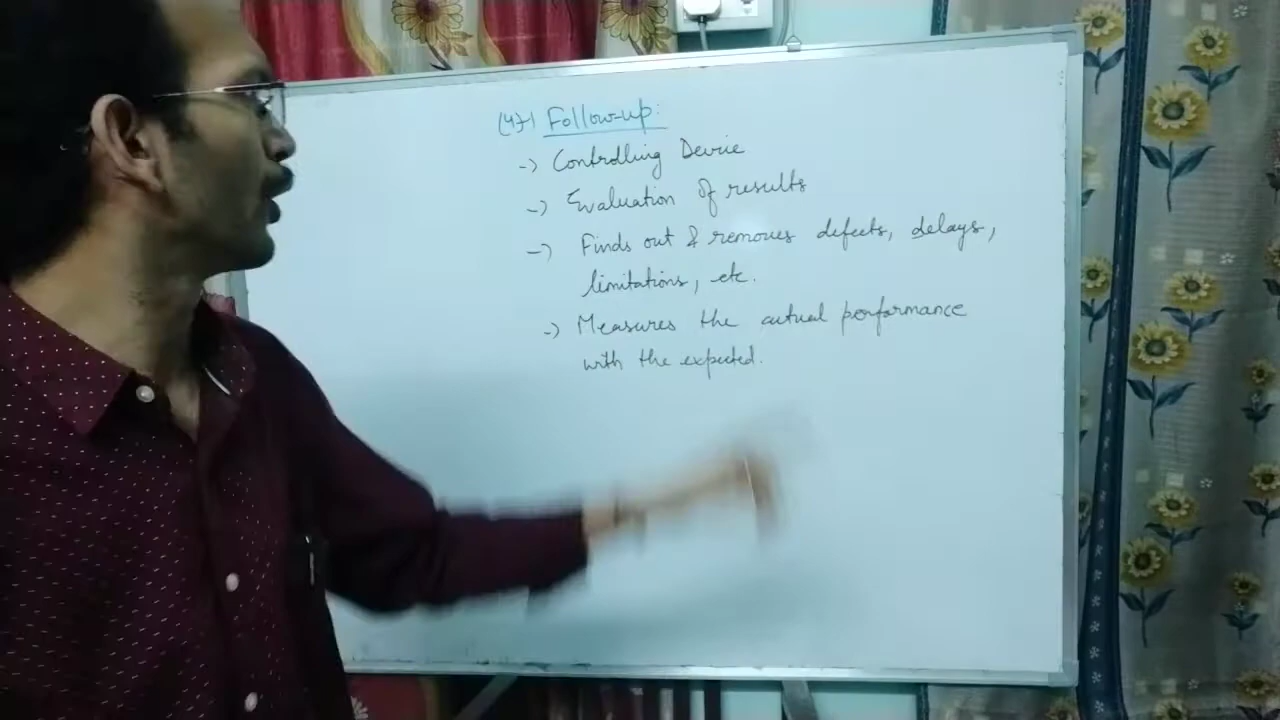 (4) Follow-up:
-> Controlling Device
-> Evaluation of results
-> Finds out & removes defects, delays,
limitations, etc.
-> Measures the actual performance
with the expected.